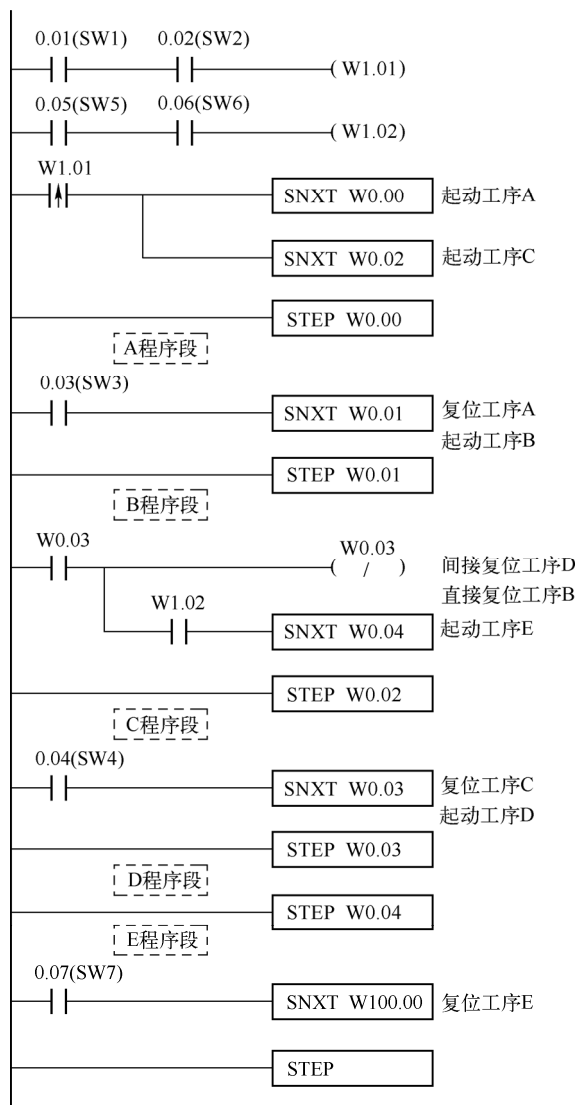 0.01(SW1) 0.02(SW2)
(W1.01)
0.05(SW5) 0.06(SW6)
(W1.02)
W1.01
SNXT W0.00 起动工序A
SNXT W0.02 起动工序C
STEP W0.00
A程序段
0.03(SW3)
SNXT W0.01 复位工序A
起动工序B
STEP W0.01
B程序段
W0.03 W0.03
( / ) 间接复位工序D
直接复位工序B
W1.02
SNXT W0.04 起动工序E
STEP W0.02
C程序段
0.04(SW4)
SNXT W0.03 复位工序C
起动工序D
STEP W0.03
D程序段
STEP W0.04
E程序段
0.07(SW7)
SNXT W100.00 复位工序E
STEP